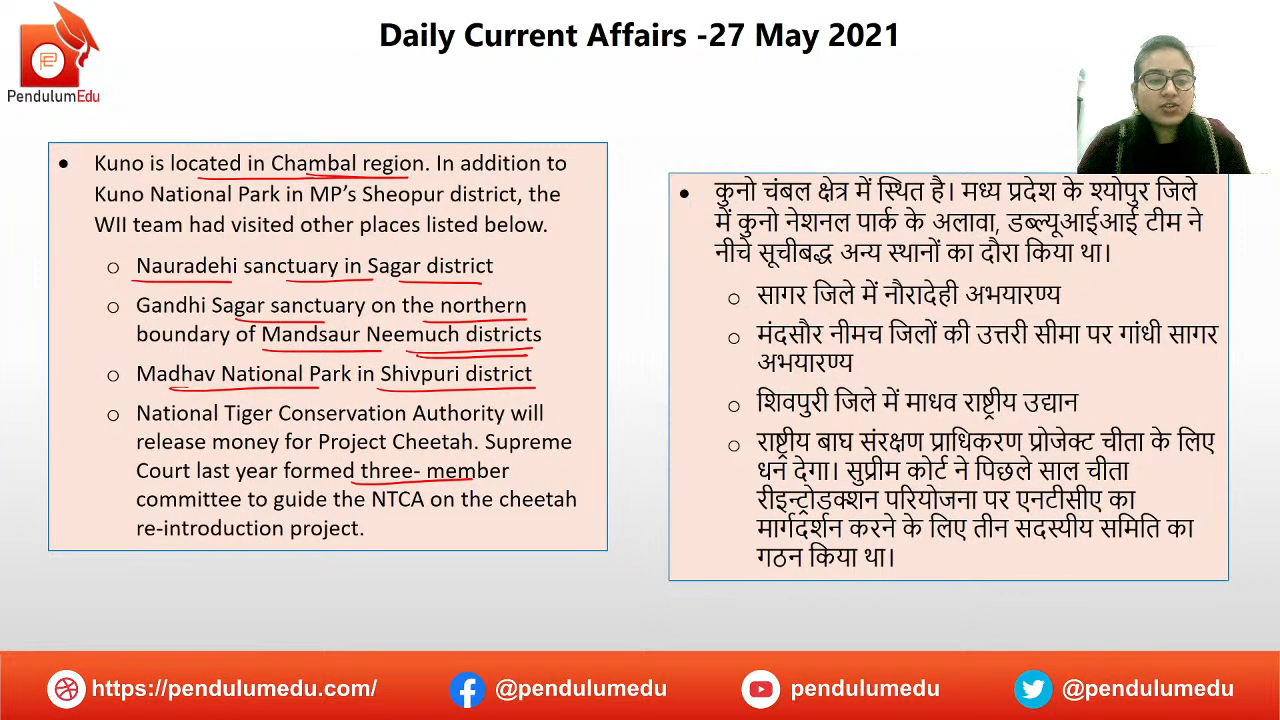 Daily Current Affairs -27 May 2021
PendulumEdu
• Kuno is located in Chambal region. In addition to
Kuno National Park in MP's Sheopur district, the
WII team had visited other places listed below.
o Nauradehi sanctuary in Sagar district
o Gandhi Sagar sanctuary on the northern
boundary of Mandsaur Neemuch districts
o Madhav National Park in Shivpuri district
o National Tiger Conservation Authority will
release money for Project Cheetah. Supreme
Court last year formed three- member
committee to guide the NTCA on the cheetah
re-introduction project.
• कुनो चंबल क्षेत्र में स्थित है। मध्य प्रदेश के श्योपुर जिले
में कुनो नेशनल पार्क के अलावा, डब्ल्यूआईआई टीम ने
नीचे सूचीबद्ध अन्य स्थानों का दौरा किया था।
o सागर जिले में नौरादेही अभयारण्य
o मंदसौर नीमच जिलों की उत्तरी सीमा पर गांधी सागर
अभयारण्य
o शिवपुरी जिले में माधव राष्ट्रीय उद्यान
o राष्ट्रीय बाघ संरक्षण प्राधिकरण प्रोजेक्ट चीता के लिए
धन देगा। सुप्रीम कोर्ट ने पिछले साल चीता
रीइन्ट्रोडक्शन परियोजना पर एनटीसीए का
मार्गदर्शन करने के लिए तीन सदस्यीय समिति का
गठन किया था।
https://pendulumedu.com/
@pendulumedu
pendulumedu
@pendulumedu